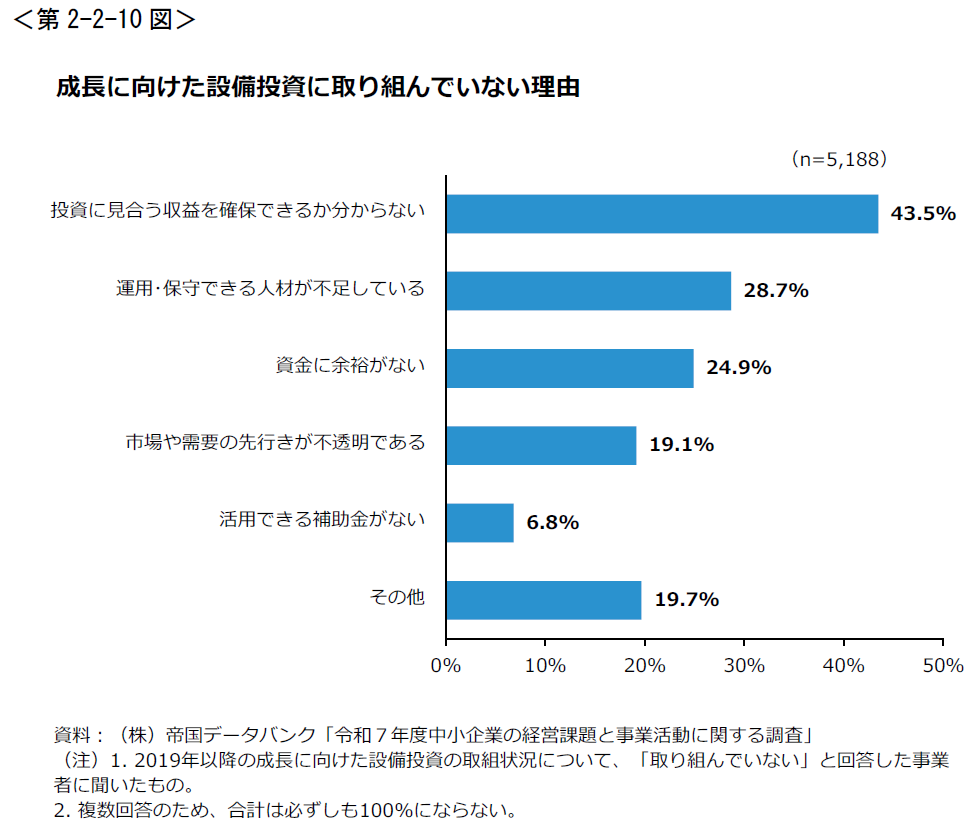 ＜第 2-2-10 図＞
成長に向けた設備投資に取り組んでいない理由
（n=5,188）
投資に見合う収益を確保できるか分からない
43.5%
運用･保守できる人材が不足している
28.7%
資金に余裕がない
24.9%
市場や需要の先行きが不透明である
19.1%
活用できる補助金がない
6.8%
その他
19.7%
0% 10% 20% 30% 40% 50%
資料：（株）帝国データバンク「令和７年度中小企業の経営課題と事業活動に関する調査」
（注）1. 2019年以降の成長に向けた設備投資の取組状況について、「取り組んでいない」と回答した事業
者に聞いたもの。
2. 複数回答のため、合計は必ずしも100%にならない。